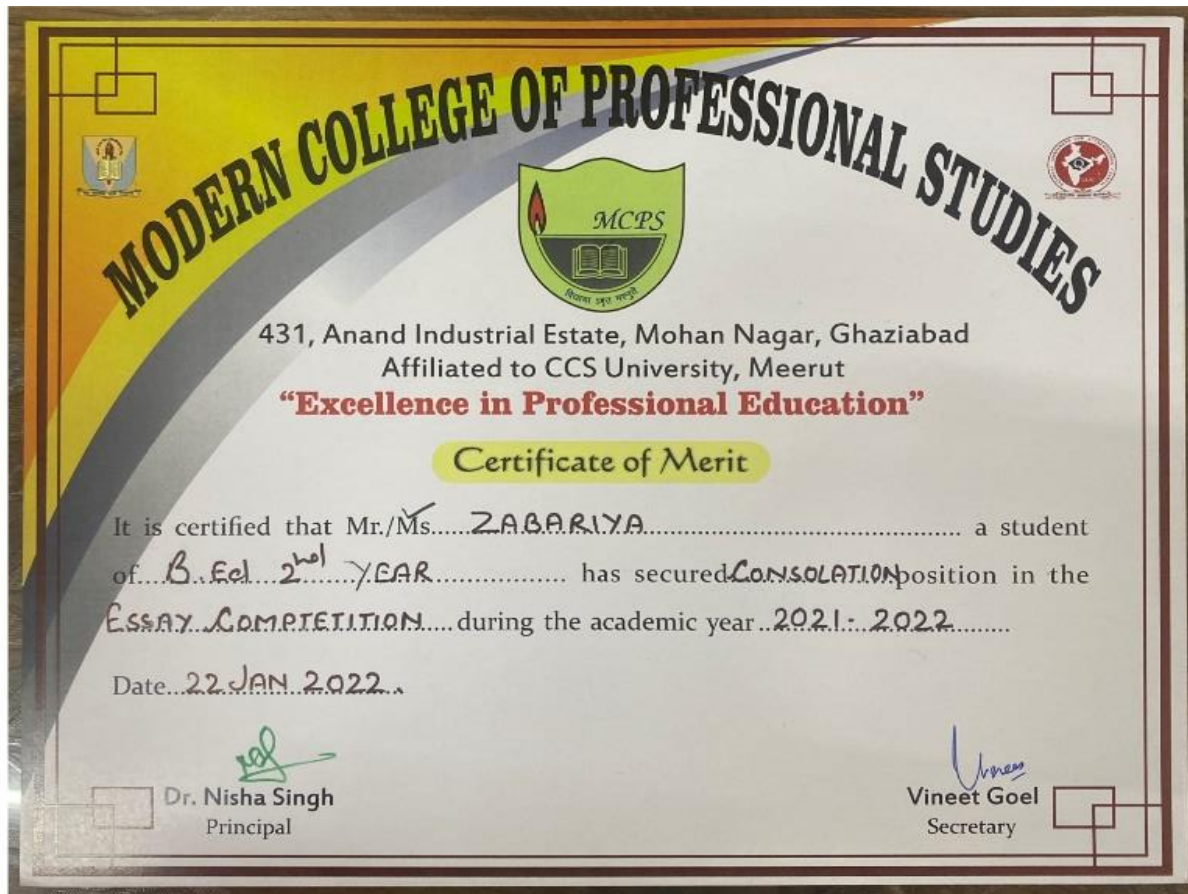 MODERN COLLEGE OF PROFESSIONAL STUDIES
MCPS
431, Anand Industrial Estate, Mohan Nagar, Ghaziabad
Affiliated to CCS University, Meerut
“Excellence in Professional Education”
Certificate of Merit
It is certified that Mr./Ms.....ZABARIYA..... a student
of...B.Ed 2nd YEAR..... has secured CONSOLATION position in the
ESSAY COMPTETITION.....during the academic year..2021-2022.....
Date...22 JAN 2022..
Dr. Nisha Singh
Principal
Vineet Goel
Secretary